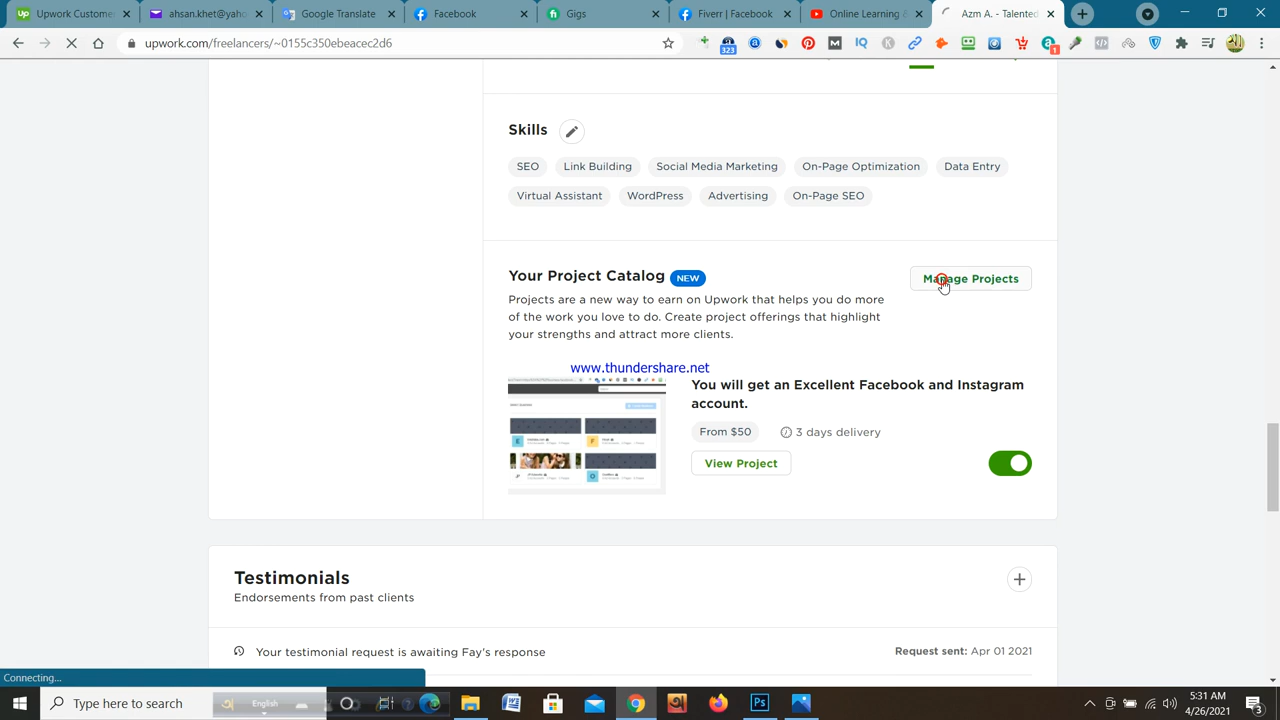 Upwork Custome
ahsan.khet@yaho
Google Translate
Facebook
Gigs
Fiverr | Facebook
Online Learning &
Azm A. - Talented
upwork.com/freelancers/~0155c350ebeacec2d6
323
1
Skills
SEO
Link Building
Social Media Marketing
On-Page Optimization
Data Entry
Virtual Assistant
WordPress
Advertising
On-Page SEO
Your Project Catalog NEW
Manage Projects
Projects are a new way to earn on Upwork that helps you do more
of the work you love to do. Create project offerings that highlight
your strengths and attract more clients.
www.thundershare.net
You will get an Excellent Facebook and Instagram
account.
From $50
3 days delivery
View Project
Testimonials
Endorsements from past clients
Your testimonial request is awaiting Fay's response
Request sent: Apr 01 2021
Connecting...
Type here to search
English
5:31 AM
4/26/2021
3